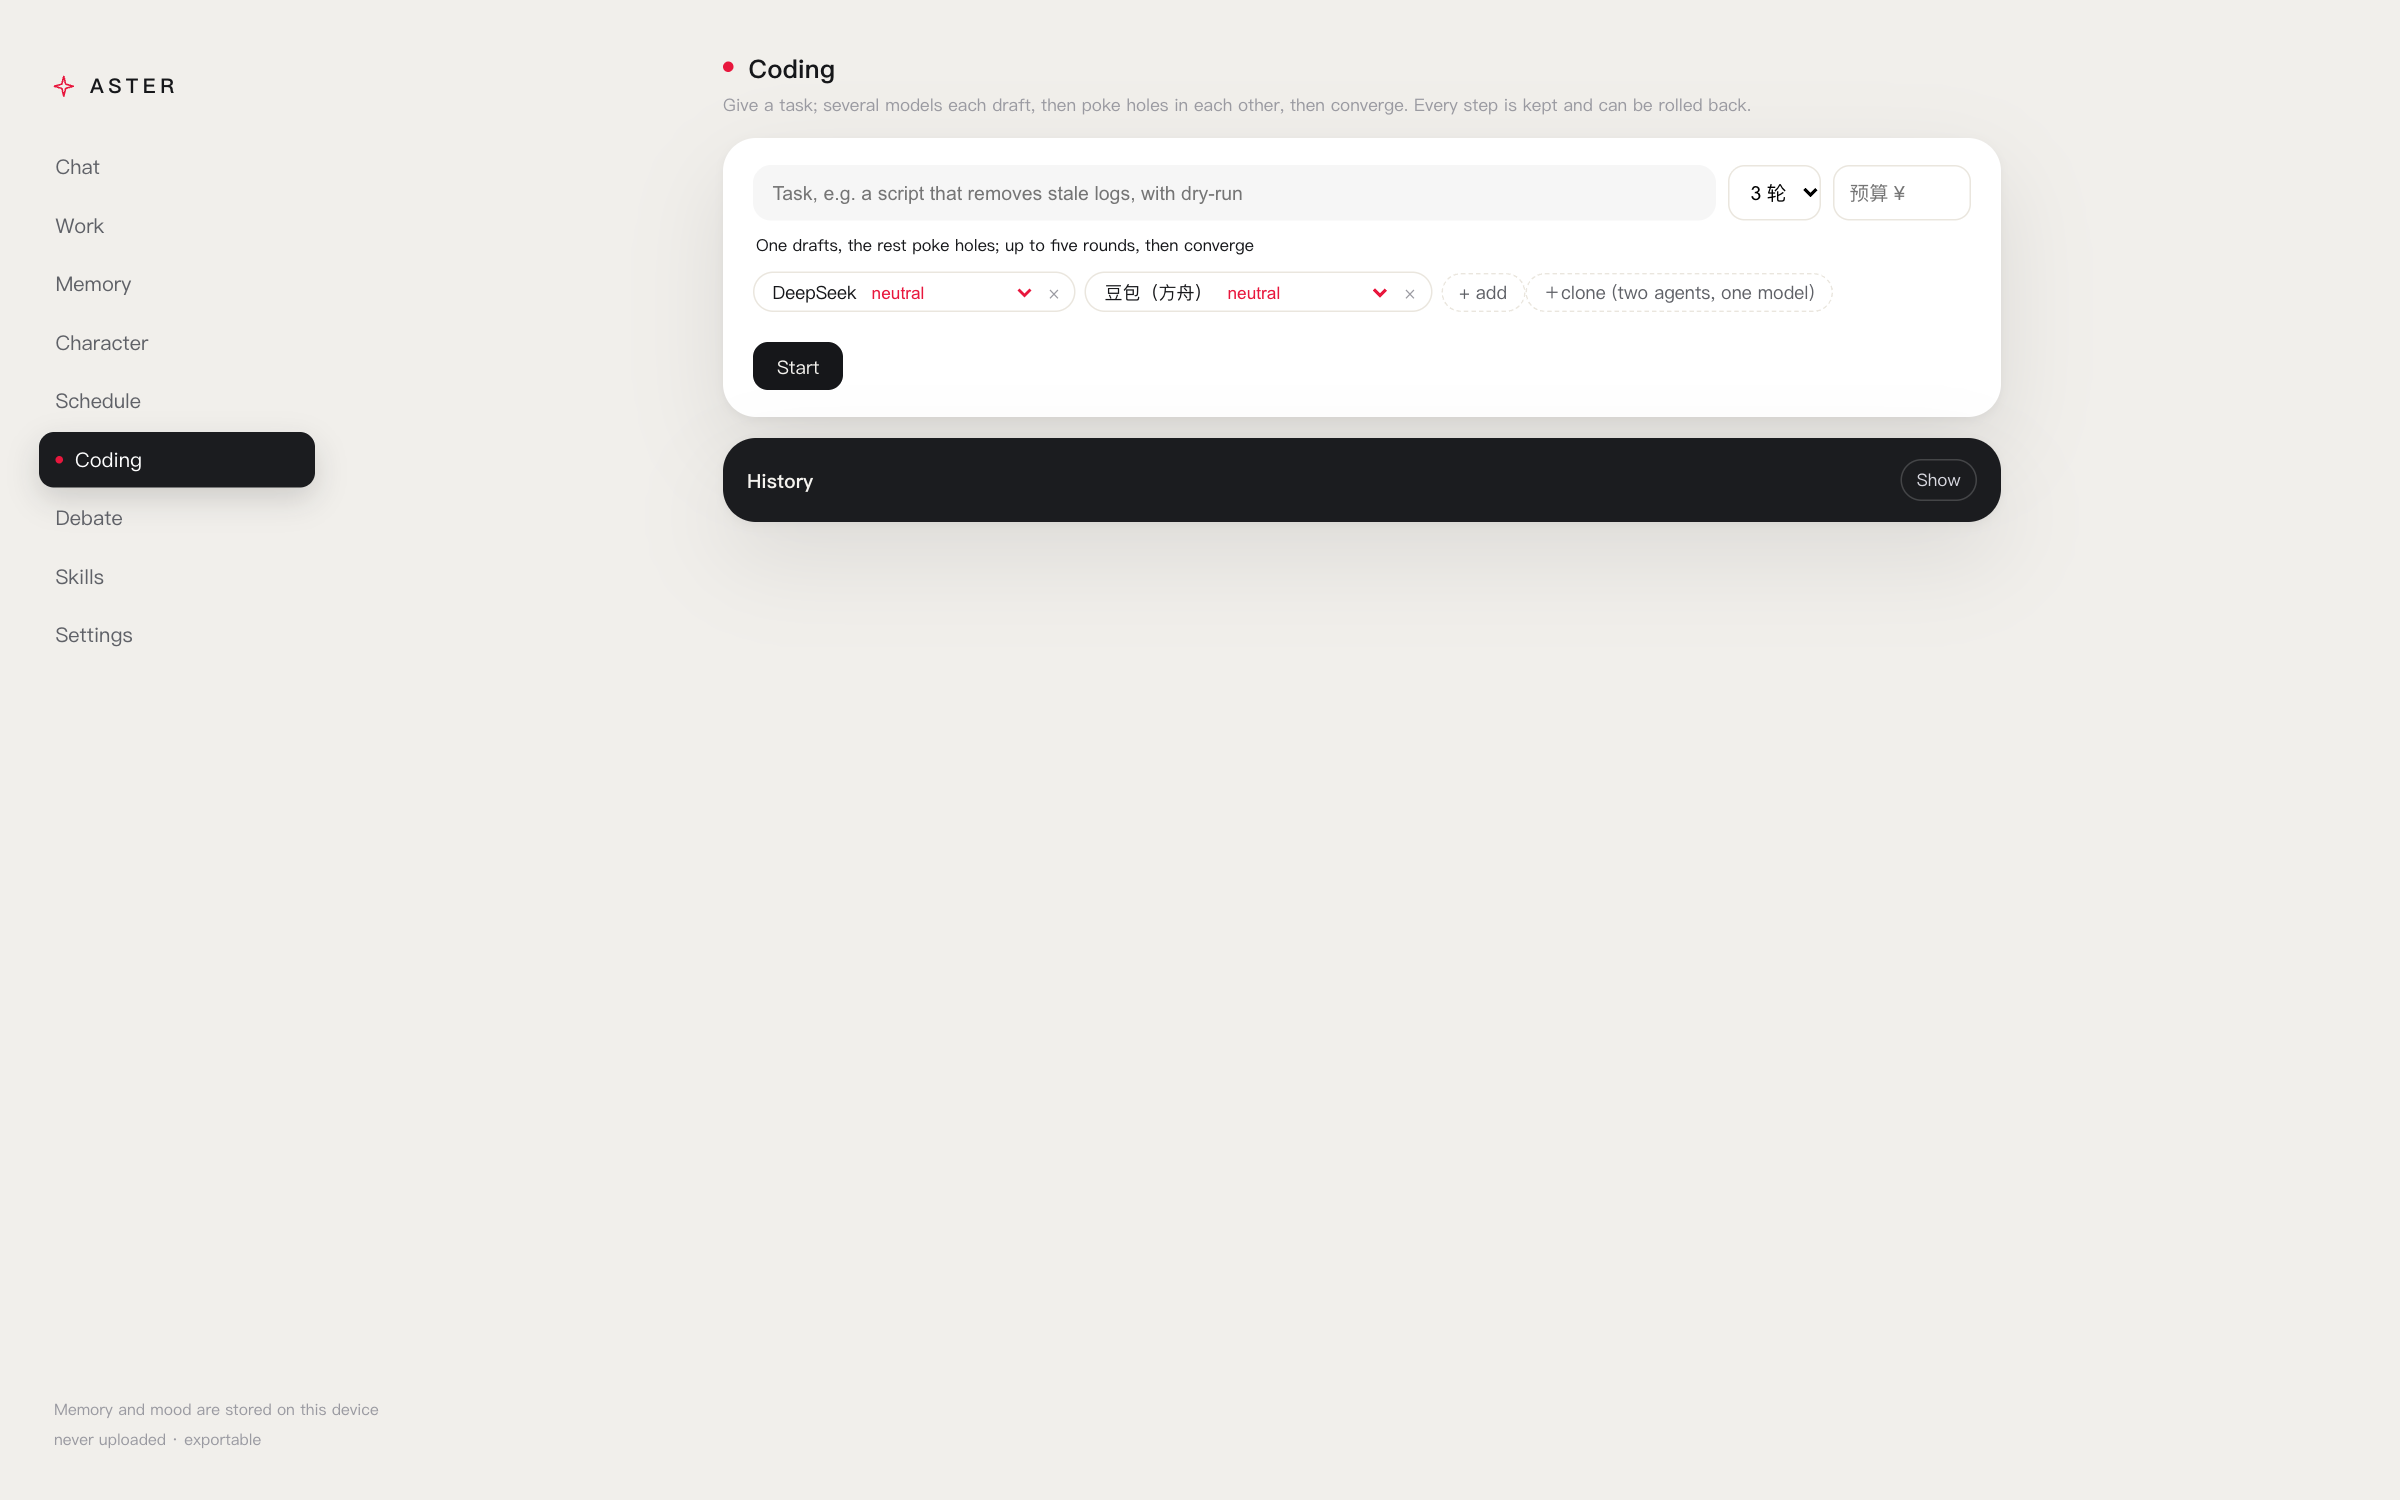 ASTER
Chat
Work
Memory
Character
Schedule
Coding
Debate
Skills
Settings
Memory and mood are stored on this device
never uploaded · exportable
Coding
Give a task; several models each draft, then poke holes in each other, then converge. Every step is kept and can be rolled back.
Task, e.g. a script that removes stale logs, with dry-run
3 轮
预算 ¥
One drafts, the rest poke holes; up to five rounds, then converge
DeepSeek neutral ×
豆包（方舟） neutral ×
+ add
＋clone (two agents, one model)
Start
History
Show